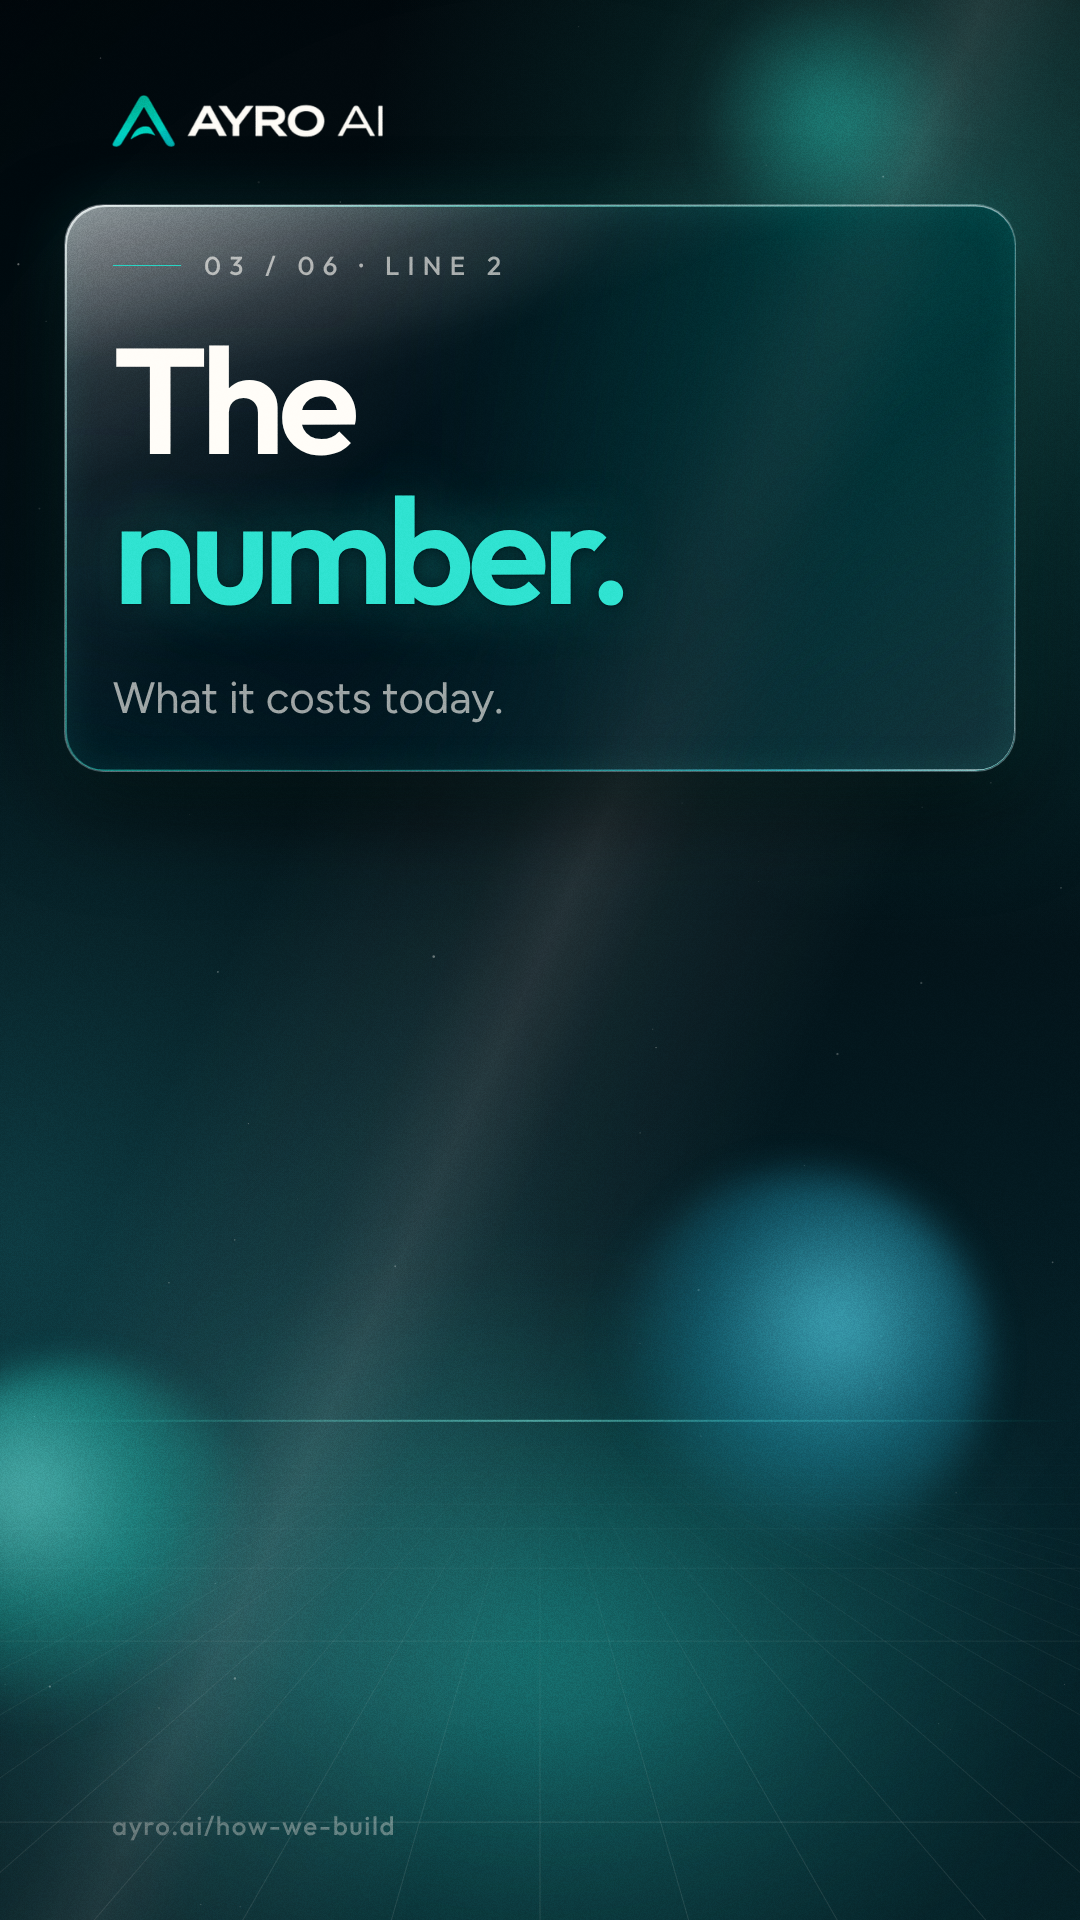 AYRO AI
03 / 06 · LINE 2
The
number.
What it costs today.
ayro.ai/how-we-build